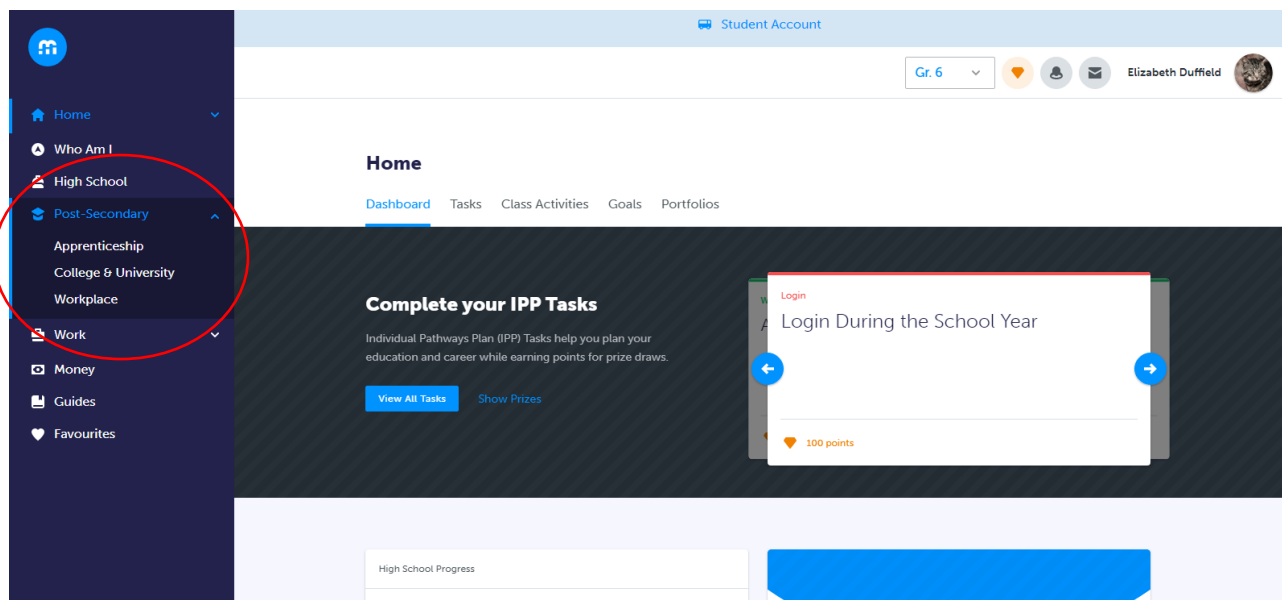 m
Student Account
Gr. 6
Elizabeth Duffield
Home
Who Am I
High School
Post-Secondary
Apprenticeship
College & University
Workplace
Work
Money
Guides
Favourites
Home
Dashboard Tasks Class Activities Goals Portfolios
Complete your IPP Tasks
Individual Pathways Plan (IPP) Tasks help you plan your
education and career while earning points for prize draws.
View All Tasks Show Prizes
Login
Login During the School Year
100 points
High School Progress